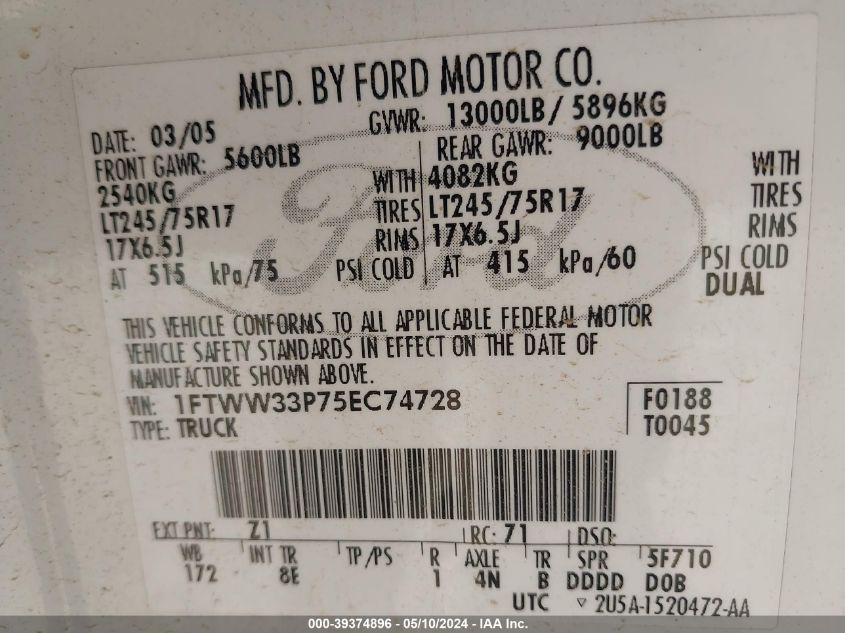 MFD. BY FORD MOTOR CO.
DATE: 03/05 GVWR: 13000LB/ 5896KG
FRONT GAWR: 5600LB REAR GAWR: 9000LB
2540KG WITH 4082KG WITH
LT245/75R17 TIRES LT245/75R17 TIRES
17X6.5J RIMS 17X6.5J RIMS
AT 515 kPa/75 PSI COLD AT 415 kPa/60 PSI COLD
DUAL
Ford
THIS VEHICLE CONFORMS TO ALL APPLICABLE FEDERAL MOTOR
VEHICLE SAFETY STANDARDS IN EFFECT ON THE DATE OF
MANUFACTURE SHOWN ABOVE.
VIN: 1FTWW33P75EC74728 F0188
TYPE: TRUCK T0045
EXT PNT: Z1 RC: 71 DSO:
WB INT TR TP/PS R AXLE TR SPR 5F710
172 8E 1 4N B DDDD DOB
UTC ▽ 2U5A-1520472-AA
000-39374896 - 05/10/2024 - IAA Inc.